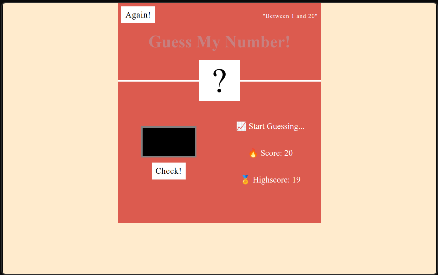 Again!
"Between 1 and 20"
Guess My Number!
?
📈 Start Guessing...
🔥 Score: 20
Check!
🏅 Highscore: 19